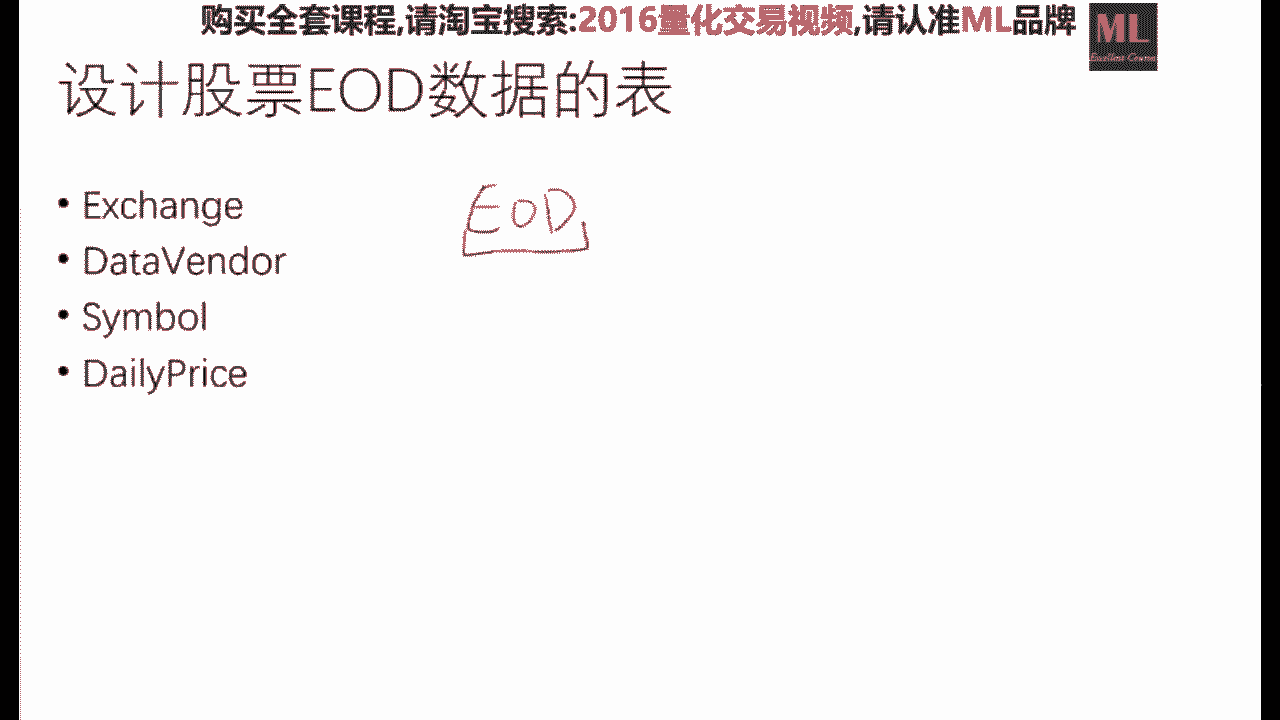 购买全套课程,请淘宝搜索:2016量化交易视频,请认准ML品牌
ML
Excellent Course
设计股票EOD数据的表
• Exchange
EOD
• DataVendor
• Symbol
• DailyPrice